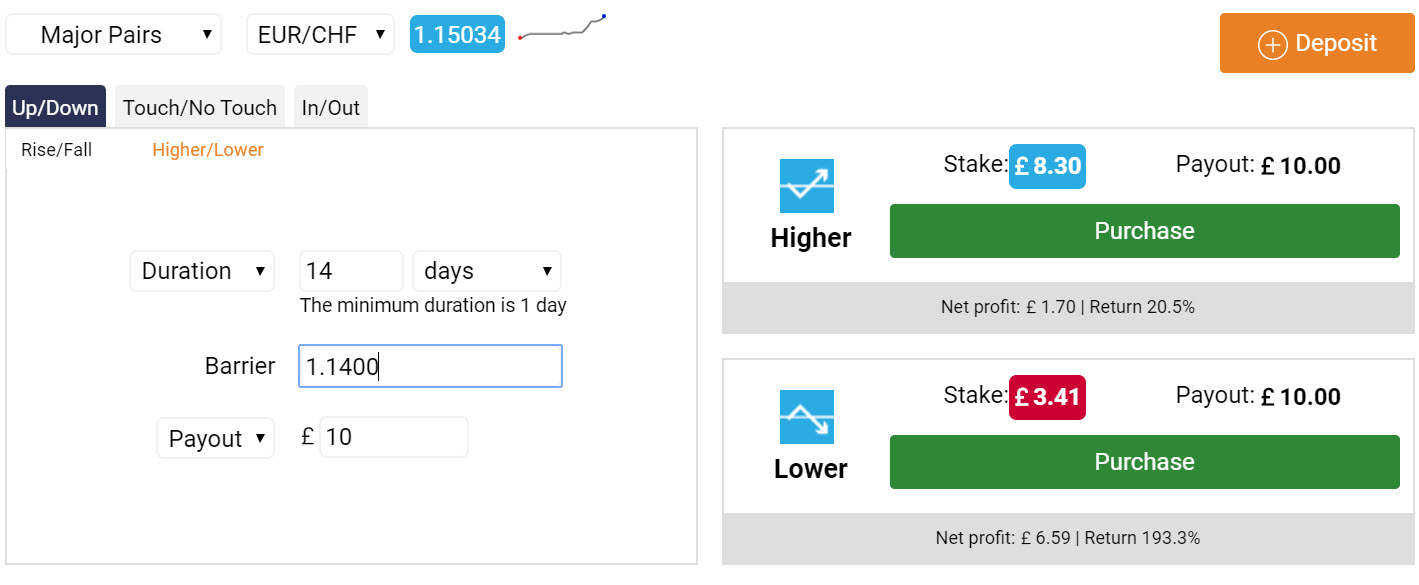 Major Pairs ▼ EUR/CHF ▼ 1.15034
Deposit
Up/Down Touch/No Touch In/Out
Rise/Fall Higher/Lower
Duration ▼ 14 days ▼
The minimum duration is 1 day
Barrier 1.1400
Payout ▼ £ 10
Stake: £ 8.30 Payout: £ 10.00
Higher
Purchase
Net profit: £ 1.70 | Return 20.5%
Stake: £ 3.41 Payout: £ 10.00
Lower
Purchase
Net profit: £ 6.59 | Return 193.3%